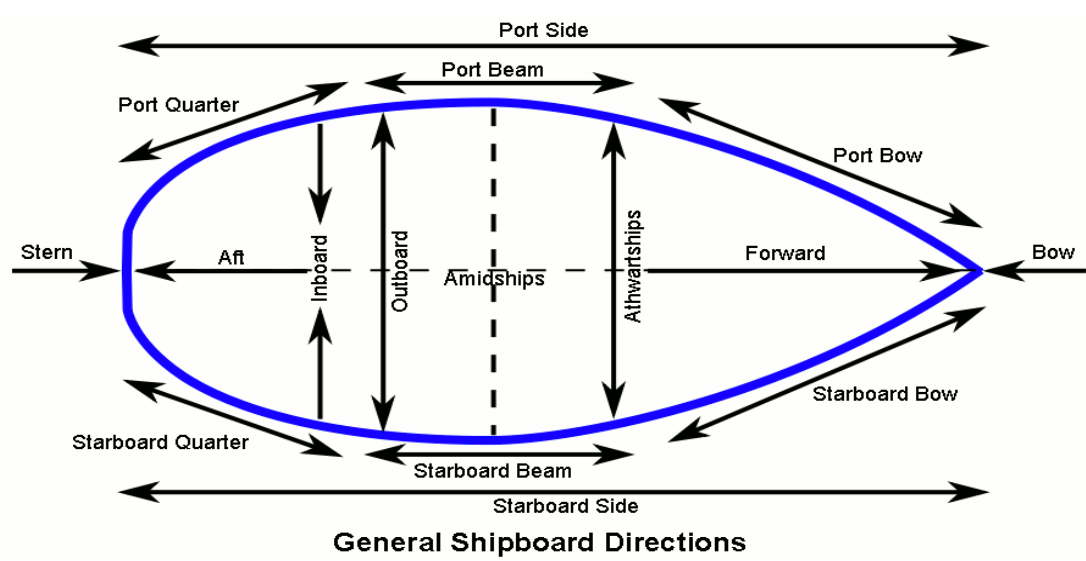 Port Side
Port Beam
Port Quarter
Port Bow
Stern
Aft
Inboard
Outboard
Amidships
Athwartships
Forward
Bow
Starboard Bow
Starboard Quarter
Starboard Beam
Starboard Side
General Shipboard Directions